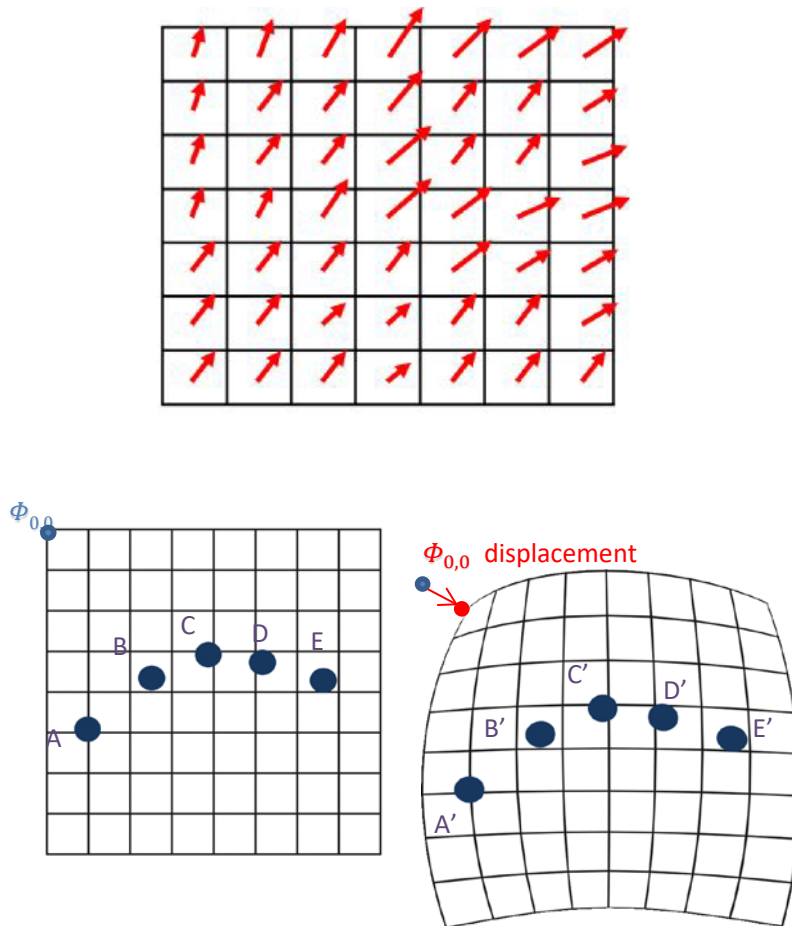 Φ0,0
Φ0,0 displacement
A
B
C
D
E
A’
B’
C’
D’
E’